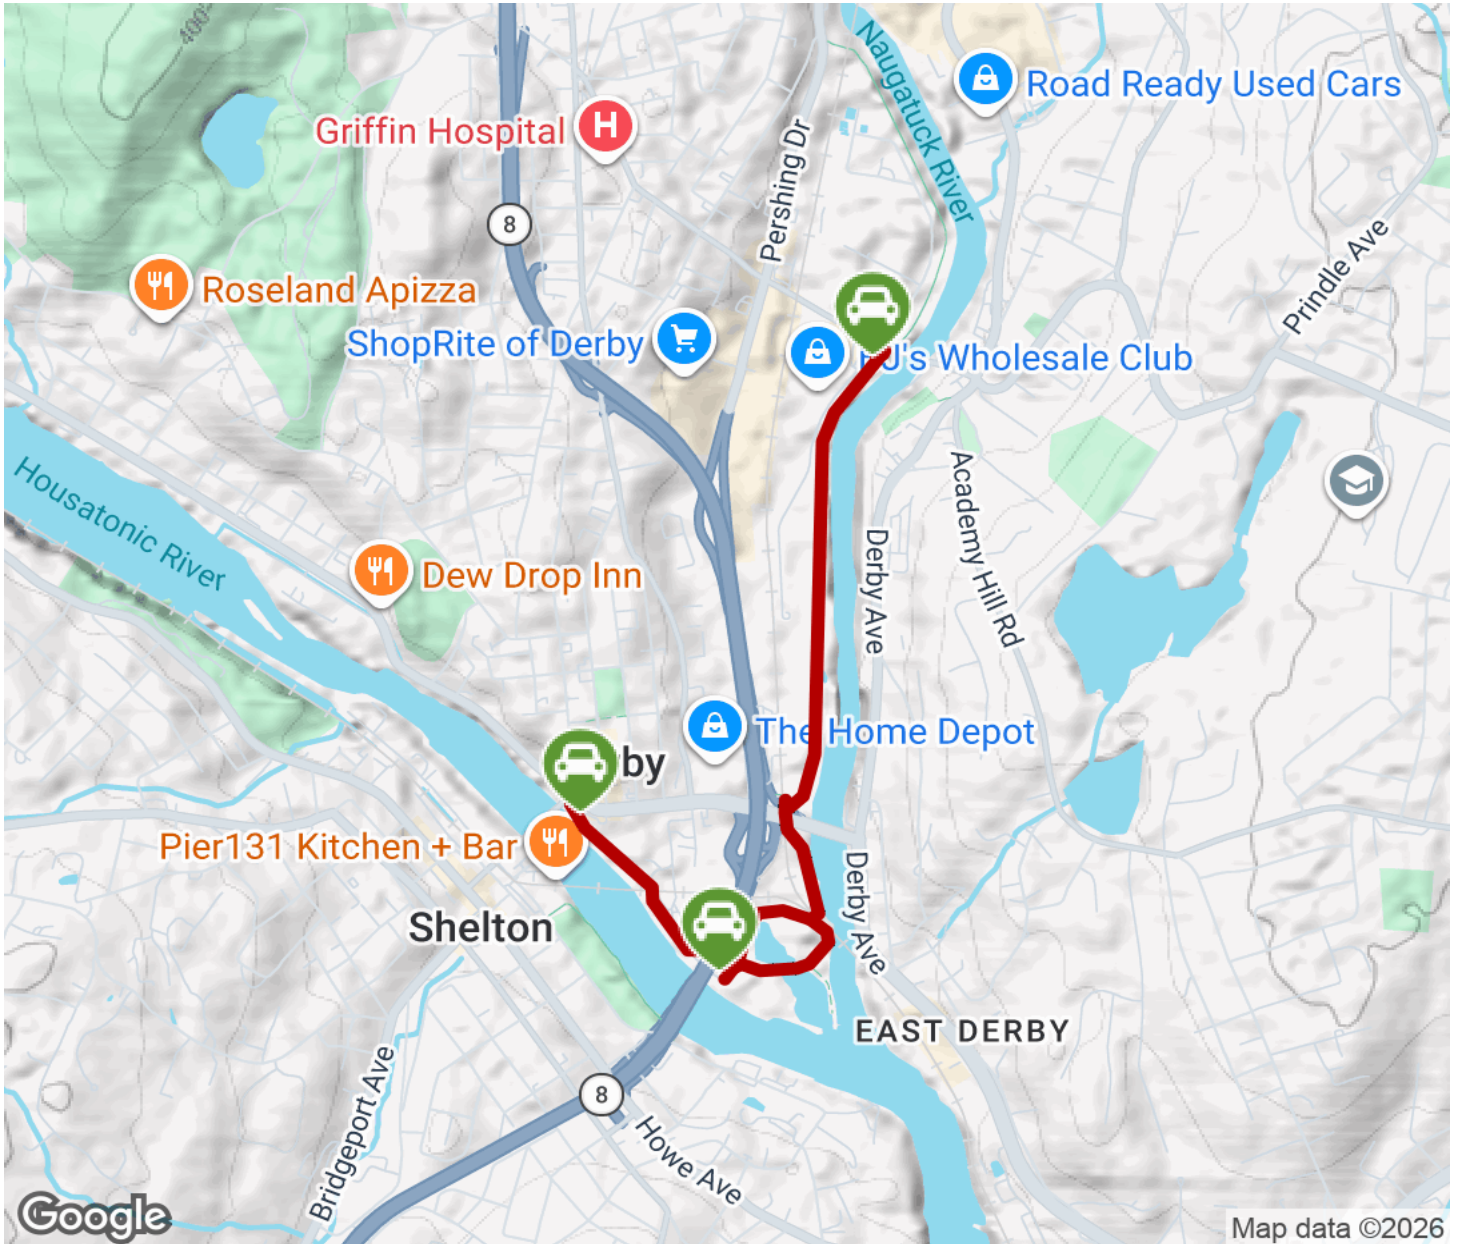 400'
Naugatuck River
Road Ready Used Cars
Griffin Hospital
H
Pershing Dr
8
Prindle Ave
Roseland Apizza
ShopRite of Derby
J's Wholesale Club
Academy Hill Rd
Housatonic River
Derby Ave
Dew Drop Inn
The Home Depot
by
Pier131 Kitchen + Bar
Derby Ave
Shelton
EAST DERBY
8
Bridgeport Ave
Howe Ave
Google
Map data ©2026